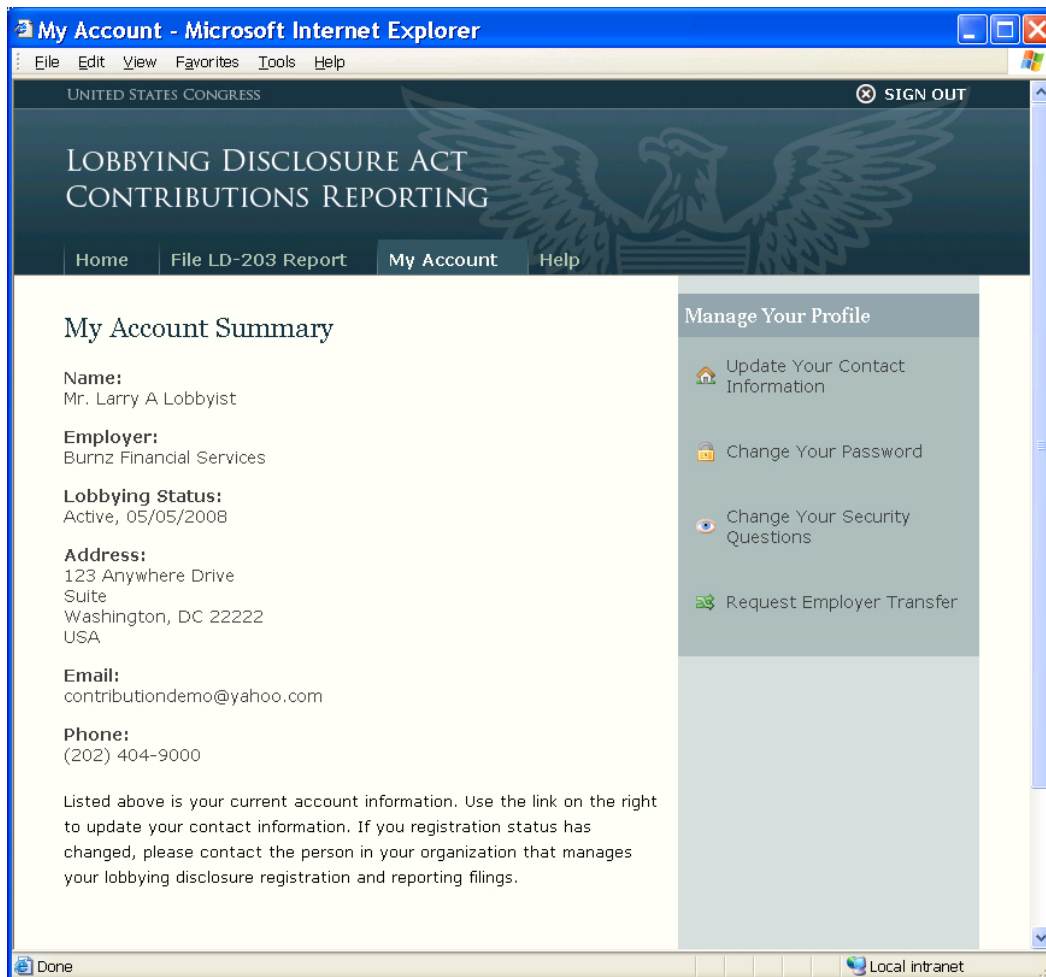 My Account - Microsoft Internet Explorer
File Edit View Favorites Tools Help
UNITED STATES CONGRESS
SIGN OUT
LOBBYING DISCLOSURE ACT
CONTRIBUTIONS REPORTING
Home File LD-203 Report My Account Help
My Account Summary
Name:
Mr. Larry A Lobbyist
Employer:
Burnz Financial Services
Lobbying Status:
Active, 05/05/2008
Address:
123 Anywhere Drive
Suite
Washington, DC 22222
USA
Email:
contributiondemo@yahoo.com
Phone:
(202) 404-9000
Listed above is your current account information. Use the link on the right
to update your contact information. If you registration status has
changed, please contact the person in your organization that manages
your lobbying disclosure registration and reporting filings.
Manage Your Profile
Update Your Contact
Information
Change Your Password
Change Your Security
Questions
Request Employer Transfer
Done
Local intranet